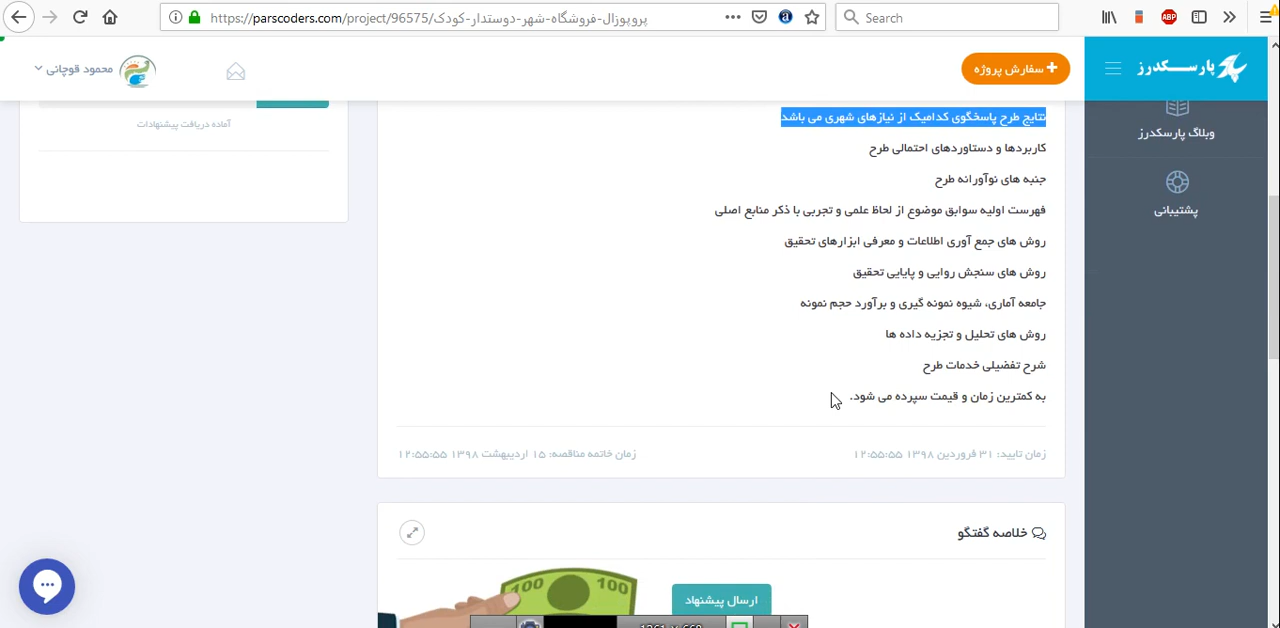 https://parscoders.com/project/96575/پروپوزال-فروشگاه-شهر-دوستدار-کودک
Search
ABP
پارسکدرز
سفارش پروژه
محمود قوچانی
وبلاگ پارسکدرز
پشتیبانی
آماده دریافت پیشنهادات
نتایج طرح پاسخگوی کدامیک از نیازهای شهری می باشد
کاربردها و دستاوردهای احتمالی طرح
جنبه های نوآورانه طرح
فهرست اولیه سوابق موضوع از لحاظ علمی و تجربی با ذکر منابع اصلی
روش های جمع آوری اطلاعات و معرفی ابزارهای تحقیق
روش های سنجش روایی و پایایی تحقیق
جامعه آماری، شیوه نمونه گیری و برآورد حجم نمونه
روش های تحلیل و تجزیه داده ها
شرح تفضیلی خدمات طرح
به کمترین زمان و قیمت سپرده می شود.
زمان تایید: ۳۱ فروردین ۱۳۹۸ ۱۲:۵۵:۵۵
زمان خاتمه مناقصه: ۱۵ اردیبهشت ۱۳۹۸ ۱۲:۵۵:۵۵
خلاصه گفتگو
ارسال پیشنهاد
100
100